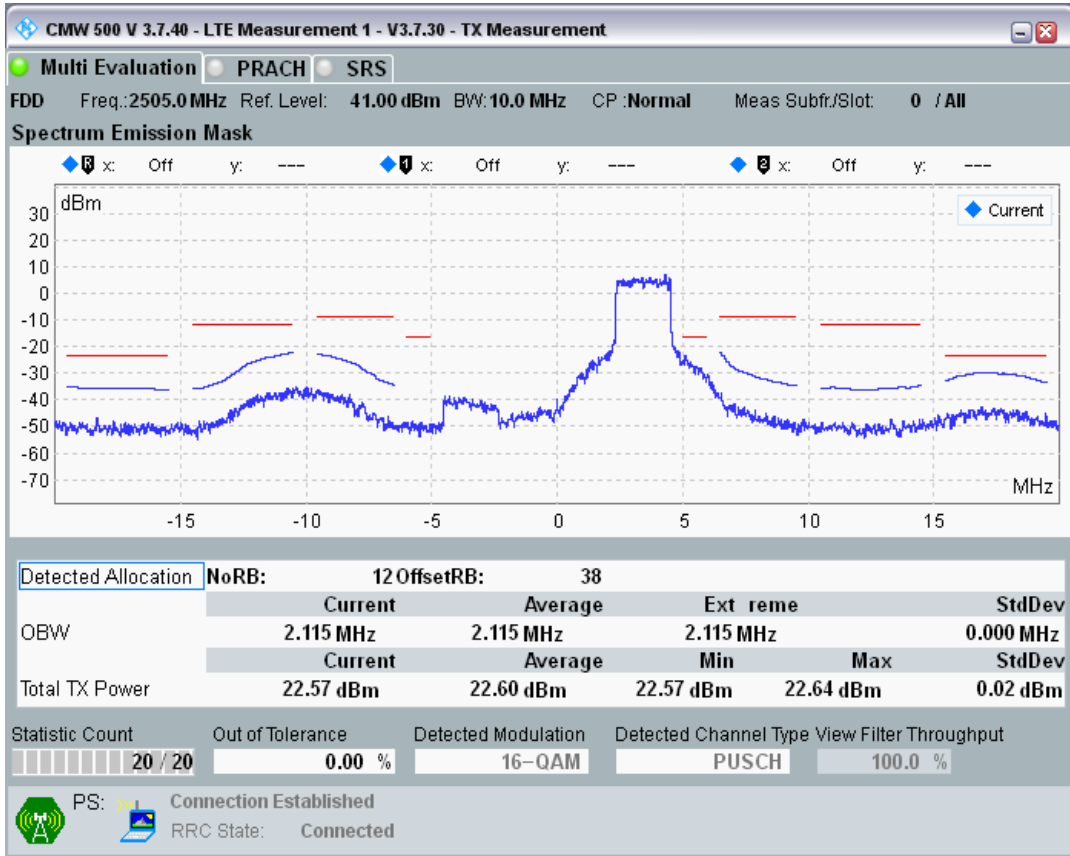 CMW 500 V 3.7.40 - LTE Measurement 1 - V3.7.30 - TX Measurement
Multi Evaluation PRACH SRS
FDD Freq.:2505.0 MHz Ref. Level: 41.00 dBm BW: 10.0 MHz CP :Normal Meas Subfr./Slot: 0 / All
Spectrum Emission Mask
R x: Off y: --- 1 x: Off y: --- 2 x: Off y: ---
dBm
Current
30
20
10
0
-10
-20
-30
-40
-50
-60
-70
MHz
-15 -10 -5 0 5 10 15
Detected Allocation NoRB: 12 OffsetRB: 38
Current Average Ext reme StdDev
OBW 2.115 MHz 2.115 MHz 2.115 MHz 0.000 MHz
Current Average Min Max StdDev
Total TX Power 22.57 dBm 22.60 dBm 22.57 dBm 22.64 dBm 0.02 dBm
Statistic Count Out of Tolerance Detected Modulation Detected Channel Type View Filter Throughput
20 / 20 0.00 % 16-QAM PUSCH 100.0 %
PS: Connection Established
RRC State: Connected